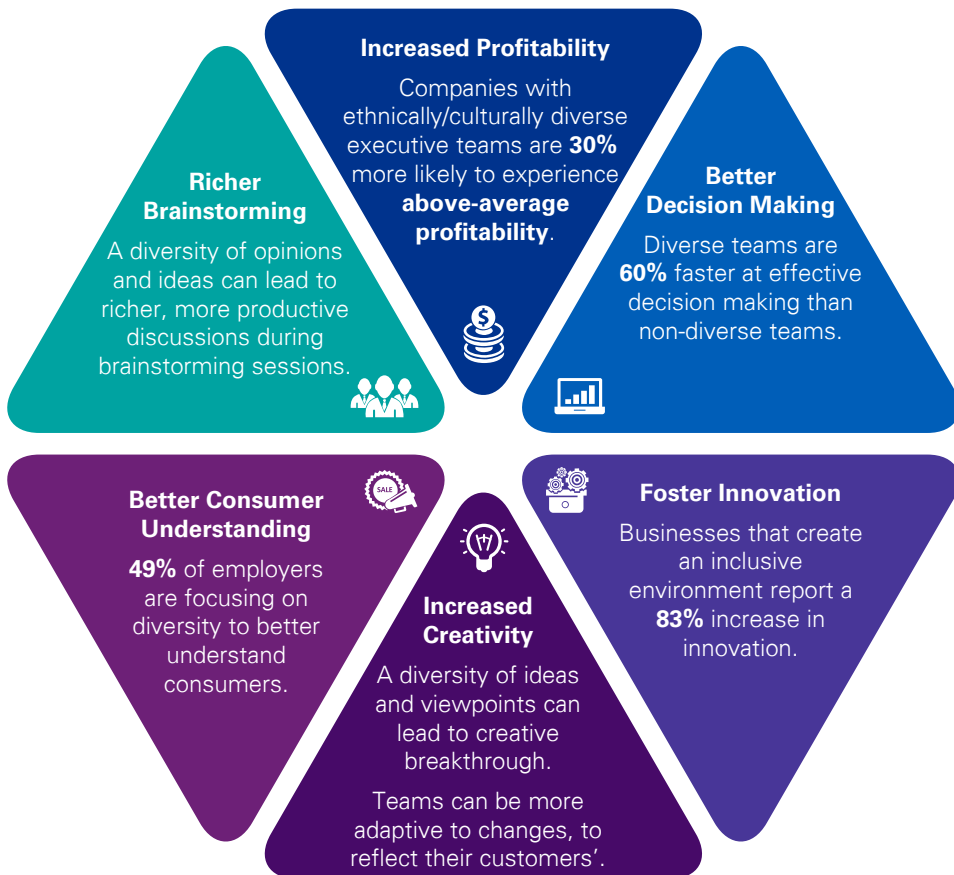 Increased Profitability
Companies with
ethnically/culturally diverse
executive teams are 30%
more likely to experience
above-average
profitability.
$
Richer
Brainstorming
A diversity of opinions
and ideas can lead to
richer, more productive
discussions during
brainstorming sessions.
Better
Decision Making
Diverse teams are
60% faster at effective
decision making than
non-diverse teams.
Better Consumer
Understanding
SALE
49% of employers
are focusing on
diversity to better
understand
consumers.
Increased
Creativity
A diversity of ideas
and viewpoints can
lead to creative
breakthrough.
Teams can be more
adaptive to changes, to
reflect their customers’.
Foster Innovation
Businesses that create
an inclusive
environment report a
83% increase in
innovation.